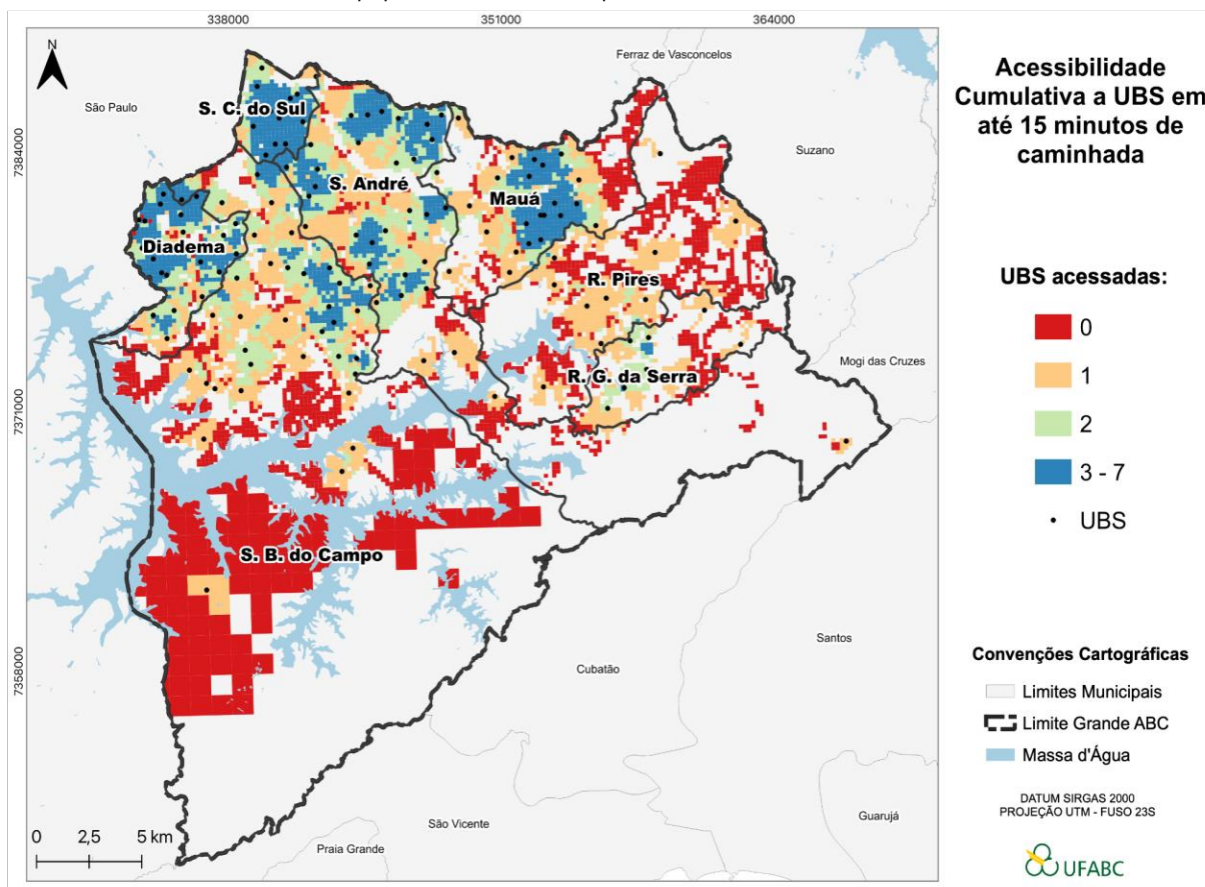 338000
351000
364000
N
Ferraz de Vasconcelos
São Paulo
S. C. do Sul
Suzano
7384000
S. André
Mauá
Diadema
R. Pires
Mogi das Cruzes
R. G. da Serra
7371000
S. B. do Campo
Santos
Cubatão
7358000
São Vicente
Guarujá
Praia Grande
0 2,5 5 km
Acessibilidade
Cumulativa a UBS em
até 15 minutos de
caminhada
UBS acessadas:
0
1
2
3 - 7
UBS
Convenções Cartográficas
Limites Municipais
Limite Grande ABC
Massa d'Água
DATUM SIRGAS 2000
PROJEÇÃO UTM - FUSO 23S
UFABC